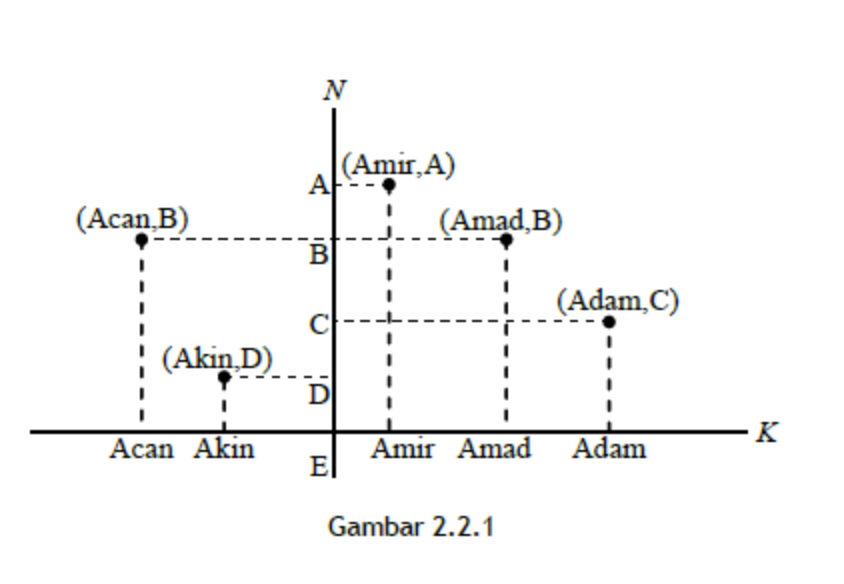 N
(Amir,A)
A
(Acan,B)
(Amad,B)
B
(Adam,C)
C
(Akin,D)
D
K
Acan Akin Amir Amad Adam
E
Gambar 2.2.1